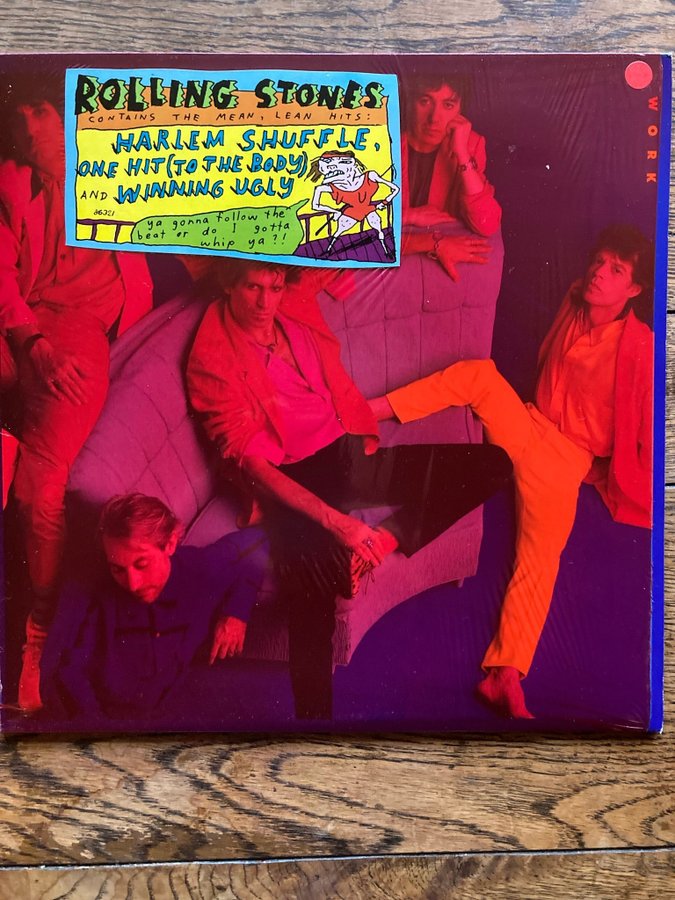 ROLLING STONES
CONTAINS THE MEAN, LEAN HITS:
HARLEM SHUFFLE,
ONE HIT (TO THE BODY)
AND WINNING UGLY
86321
ya gonna follow the
beat or do I gotta
whip ya?!
WORK